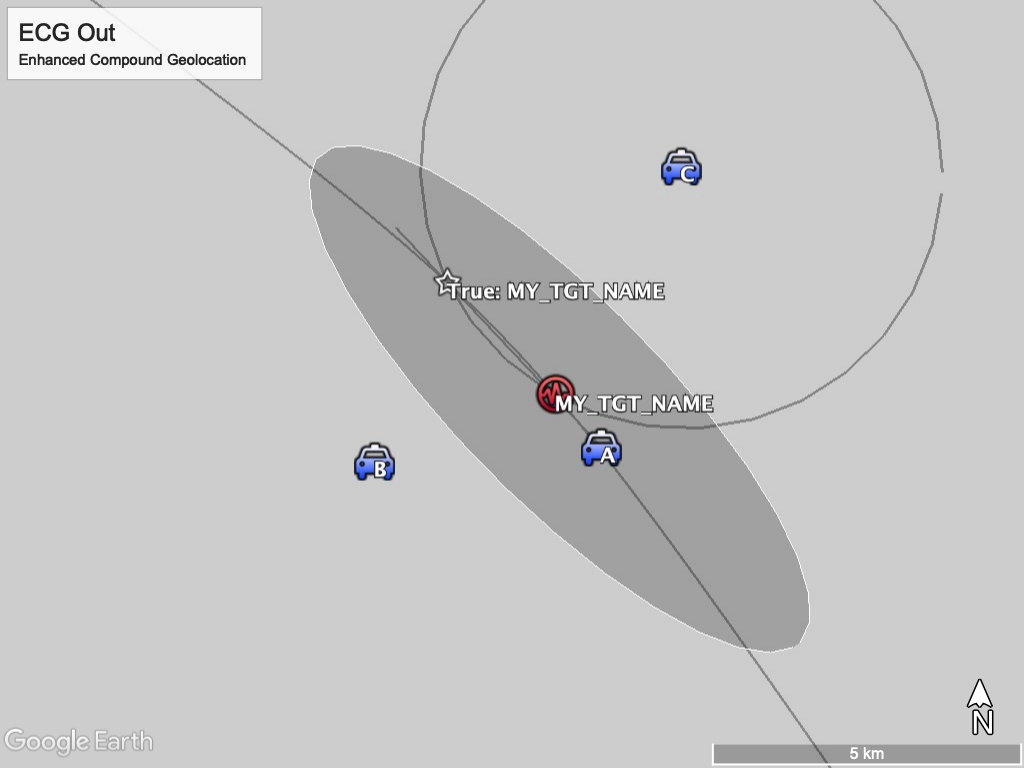 ECG Out
Enhanced Compound Geolocation
C
True: MY_TGT_NAME
MY_TGT_NAME
A
B
N
Google Earth
5 km